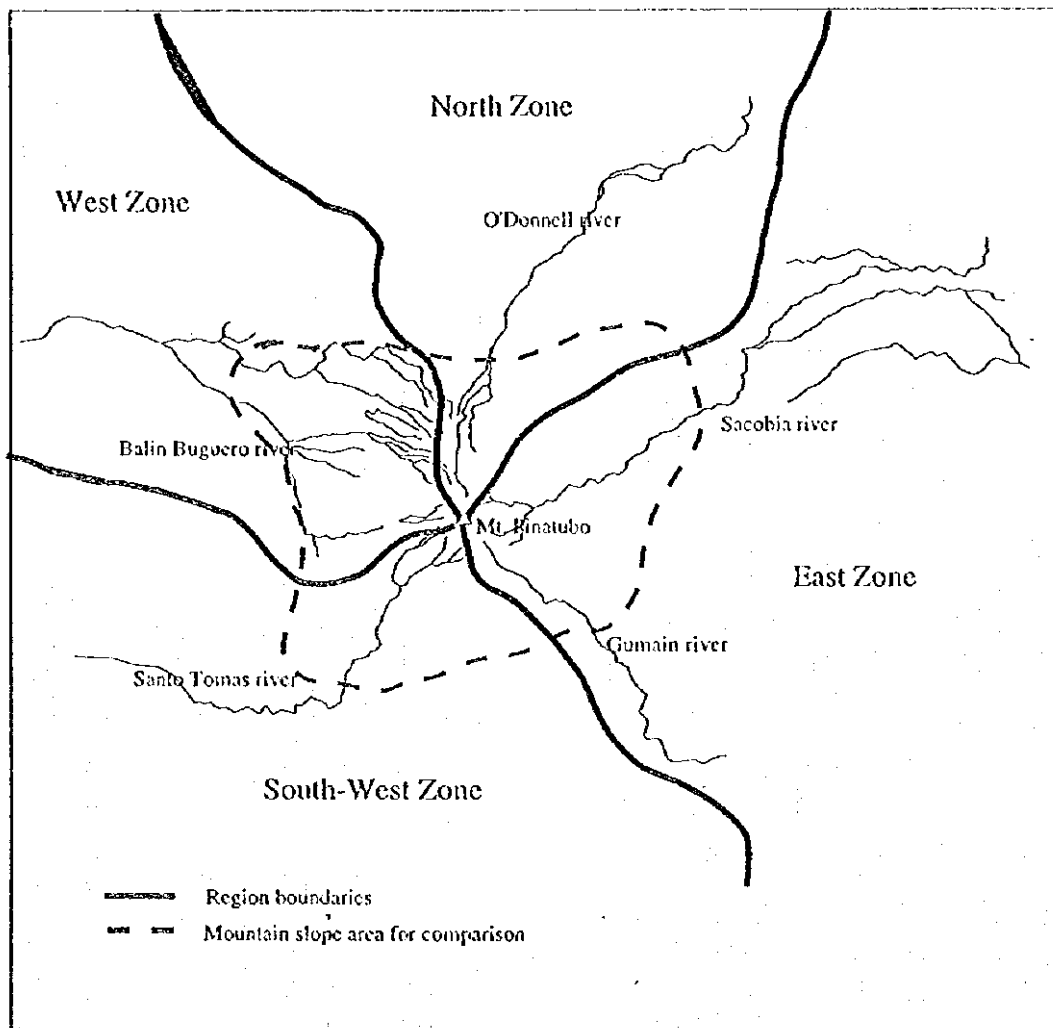 North Zone
West Zone
O'Donnell river
Sacobia river
Balin Buguero river
Mt. Pinatubo
East Zone
Gumain river
Santo Tomas river
South-West Zone
Region boundaries
Mountain slope area for comparison